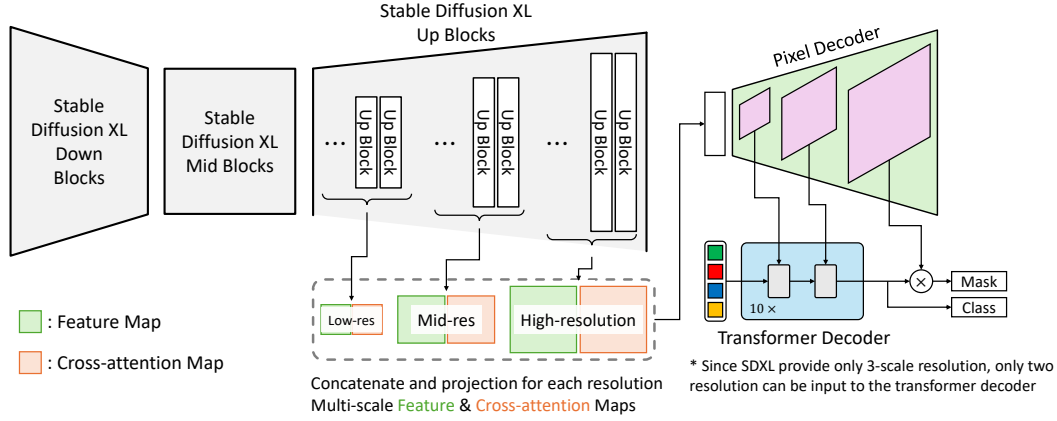 Stable
Diffusion XL
Down
Blocks
Stable
Diffusion XL
Mid Blocks
Stable Diffusion XL
Up Blocks
...
Up Block
Up Block
...
Up Block
Up Block
...
Up Block
Up Block
Pixel Decoder
Low-res
Mid-res
High-resolution
: Feature Map
: Cross-attention Map
Concatenate and projection for each resolution
Multi-scale Feature & Cross-attention Maps
10 ×
×
Mask
Class
Transformer Decoder
* Since SDXL provide only 3-scale resolution, only two
resolution can be input to the transformer decoder